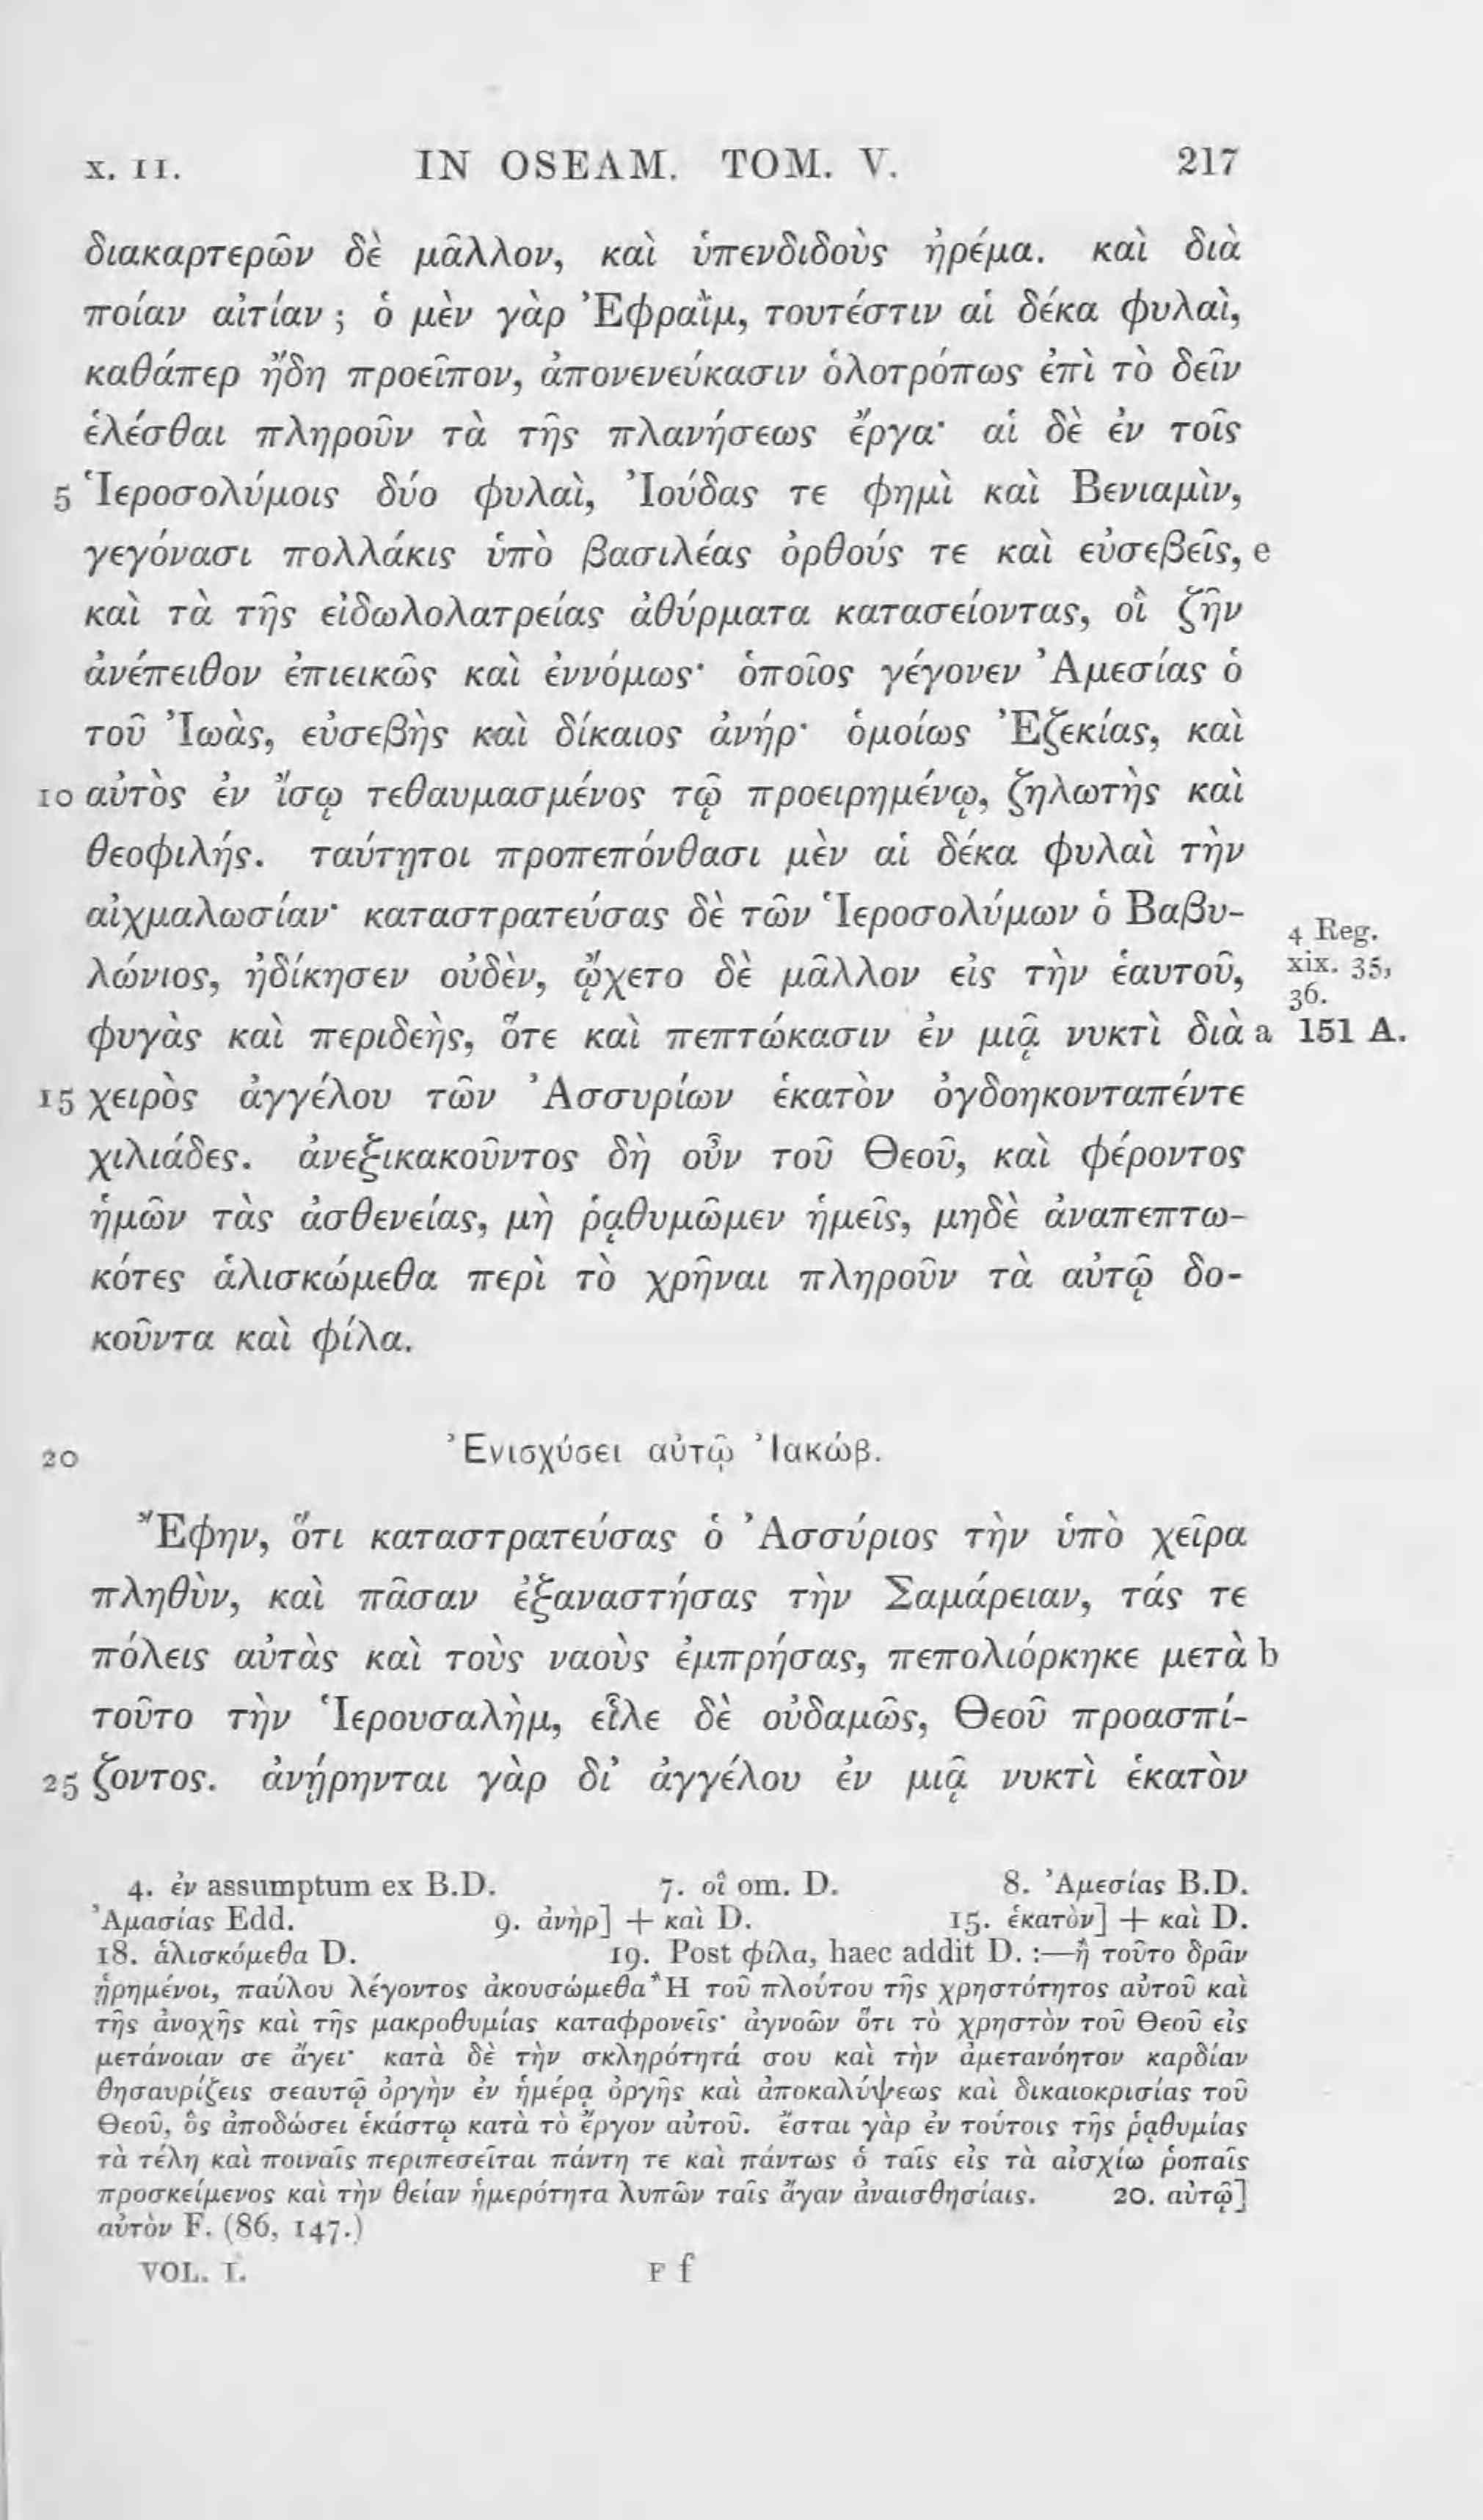 X. II. IN OSEAM. TOM. V. 217
διακαρτερῶν δὲ μᾶλλον, καὶ ὑπενδιδοὺς ἠρέμα. καὶ διὰ
ποίαν αἰτίαν ; ὁ μὲν γὰρ Ἐφραῒμ, τουτέστιν αἱ δέκα φυλαὶ,
καθάπερ ἤδη προεῖπον, ἀπονενεύκασιν ὁλοτρόπως ἐπὶ τὸ δεῖν
ἑλέσθαι πληροῦν τὰ τῆς πλανήσεως ἔργα· αἱ δὲ ἐν τοῖς
5 Ἱεροσολύμοις δύο φυλαὶ, Ἰούδας τε φημὶ καὶ Βενιαμὶν,
γεγόνασι πολλάκις ὑπὸ βασιλέας ὀρθούς τε καὶ εὐσεβεῖς, e
καὶ τὰ τῆς εἰδωλολατρείας ἀθύρματα κατασείοντας, οἳ ζῆν
ἀνέπειθον ἐπιεικῶς καὶ ἐννόμως· ὁποῖος γέγονεν Ἀμεσίας ὁ
τοῦ Ἰωὰς, εὐσεβὴς καὶ δίκαιος ἀνήρ· ὁμοίως Ἐζεκίας, καὶ
10 αὐτὸς ἐν ἴσῳ τεθαυμασμένος τῷ προειρημένῳ, ζηλωτὴς καὶ
θεοφιλής. ταύτῃτοι προπεπόνθασι μὲν αἱ δέκα φυλαὶ τὴν
αἰχμαλωσίαν· καταστρατεύσας δὲ τῶν Ἱεροσολύμων ὁ Βαβυ-
4 Reg.
λώνιος, ἠδίκησεν οὐδὲν, ᾤχετο δὲ μᾶλλον εἰς τὴν ἑαυτοῦ,
xix. 35,
36.
φυγὰς καὶ περιδεὴς, ὅτε καὶ πεπτώκασιν ἐν μιᾷ νυκτὶ διὰ a 151 A.
15 χειρὸς ἀγγέλου τῶν Ἀσσυρίων ἑκατὸν ὀγδοηκονταπέντε
χιλιάδες. ἀνεξικακοῦντος δὴ οὖν τοῦ Θεοῦ, καὶ φέροντος
ἡμῶν τὰς ἀσθενείας, μὴ ῥᾳθυμῶμεν ἡμεῖς, μηδὲ ἀναπεπτω-
κότες ἁλισκώμεθα περὶ τὸ χρῆναι πληροῦν τὰ αὐτῷ δο-
κοῦντα καὶ φίλα.
20 Ἐνισχύσει αὐτῷ Ἰακώβ.
Ἔφην, ὅτι καταστρατεύσας ὁ Ἀσσύριος τὴν ὑπὸ χεῖρα
πληθὺν, καὶ πᾶσαν ἐξαναστήσας τὴν Σαμάρειαν, τάς τε
πόλεις αὐτὰς καὶ τοὺς ναοὺς ἐμπρήσας, πεπολιόρκηκε μετὰ b
τοῦτο τὴν Ἱερουσαλὴμ, εἷλε δὲ οὐδαμῶς, Θεοῦ προασπί-
25 ζοντος. ἀνῄρηνται γὰρ δι’ ἀγγέλου ἐν μιᾷ νυκτὶ ἑκατὸν
4. ἐν assumptum ex B.D. 7. οἳ om. D. 8. Ἀμεσίας B.D.
Ἀμασίας Edd. 9. ἀνὴρ] + καὶ D. 15. ἑκατὸν] + καὶ D.
18. ἁλισκόμεθα D. 19. Post φίλα, haec addit D. :—ἢ τοῦτο δρᾶν
ᾑρημένοι, παύλου λέγοντος ἀκουσώμεθα Ἢ τοῦ πλούτου τῆς χρηστότητος αὐτοῦ καὶ
τῆς ἀνοχῆς καὶ τῆς μακροθυμίας καταφρονεῖς· ἀγνοῶν ὅτι τὸ χρηστὸν τοῦ Θεοῦ εἰς
μετάνοιαν σε ἄγει· κατὰ δὲ τὴν σκληρότητά σου καὶ τὴν ἀμετανόητον καρδίαν
θησαυρίζεις σεαυτῷ ὀργὴν ἐν ἡμέρᾳ ὀργῆς καὶ ἀποκαλύψεως καὶ δικαιοκρισίας τοῦ
Θεοῦ, ὃς ἀποδώσει ἑκάστῳ κατὰ τὸ ἔργον αὐτοῦ. ἔσται γὰρ ἐν τούτοις τῆς ῥᾳθυμίας
τὰ τέλη καὶ ποιναῖς περιπεσεῖται πάντη τε καὶ πάντως ὁ ταῖς εἰς τὰ αἰσχίω ῥοπαῖς
προσκείμενος καὶ τὴν θείαν ἡμερότητα λυπῶν ταῖς ἄγαν ἀναισθησίαις. 20. αὐτῷ]
αὐτὸν F. (86, 147.)
VOL. I. F f